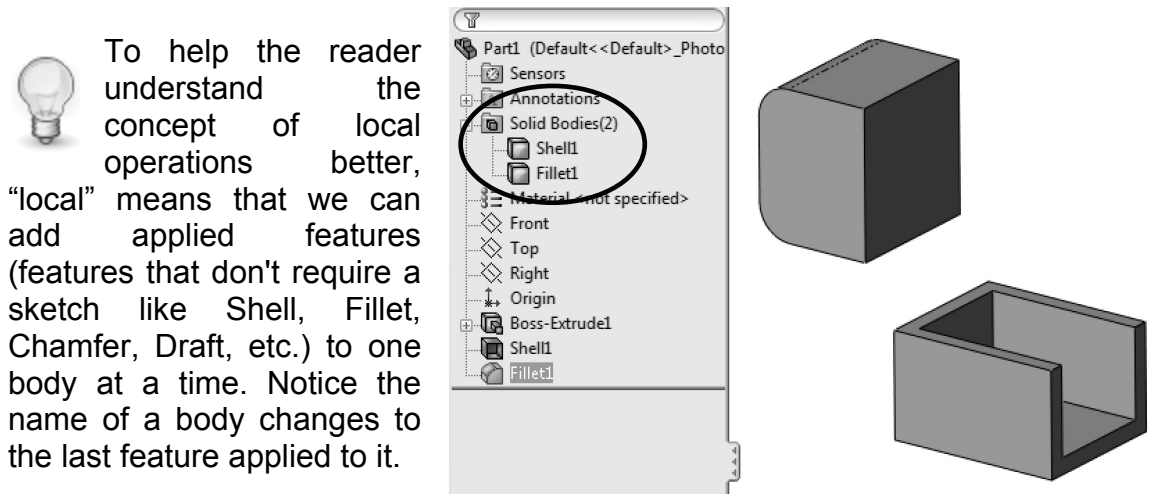 To help the reader
understand the
concept of local
operations better,
“local” means that we can
add applied features
(features that don't require a
sketch like Shell, Fillet,
Chamfer, Draft, etc.) to one
body at a time. Notice the
name of a body changes to
the last feature applied to it.
Part1 (Default<<Default>_Photo
Sensors
Annotations
Solid Bodies(2)
Shell1
Fillet1
Material <not specified>
Front
Top
Right
Origin
Boss-Extrude1
Shell1
Fillet1